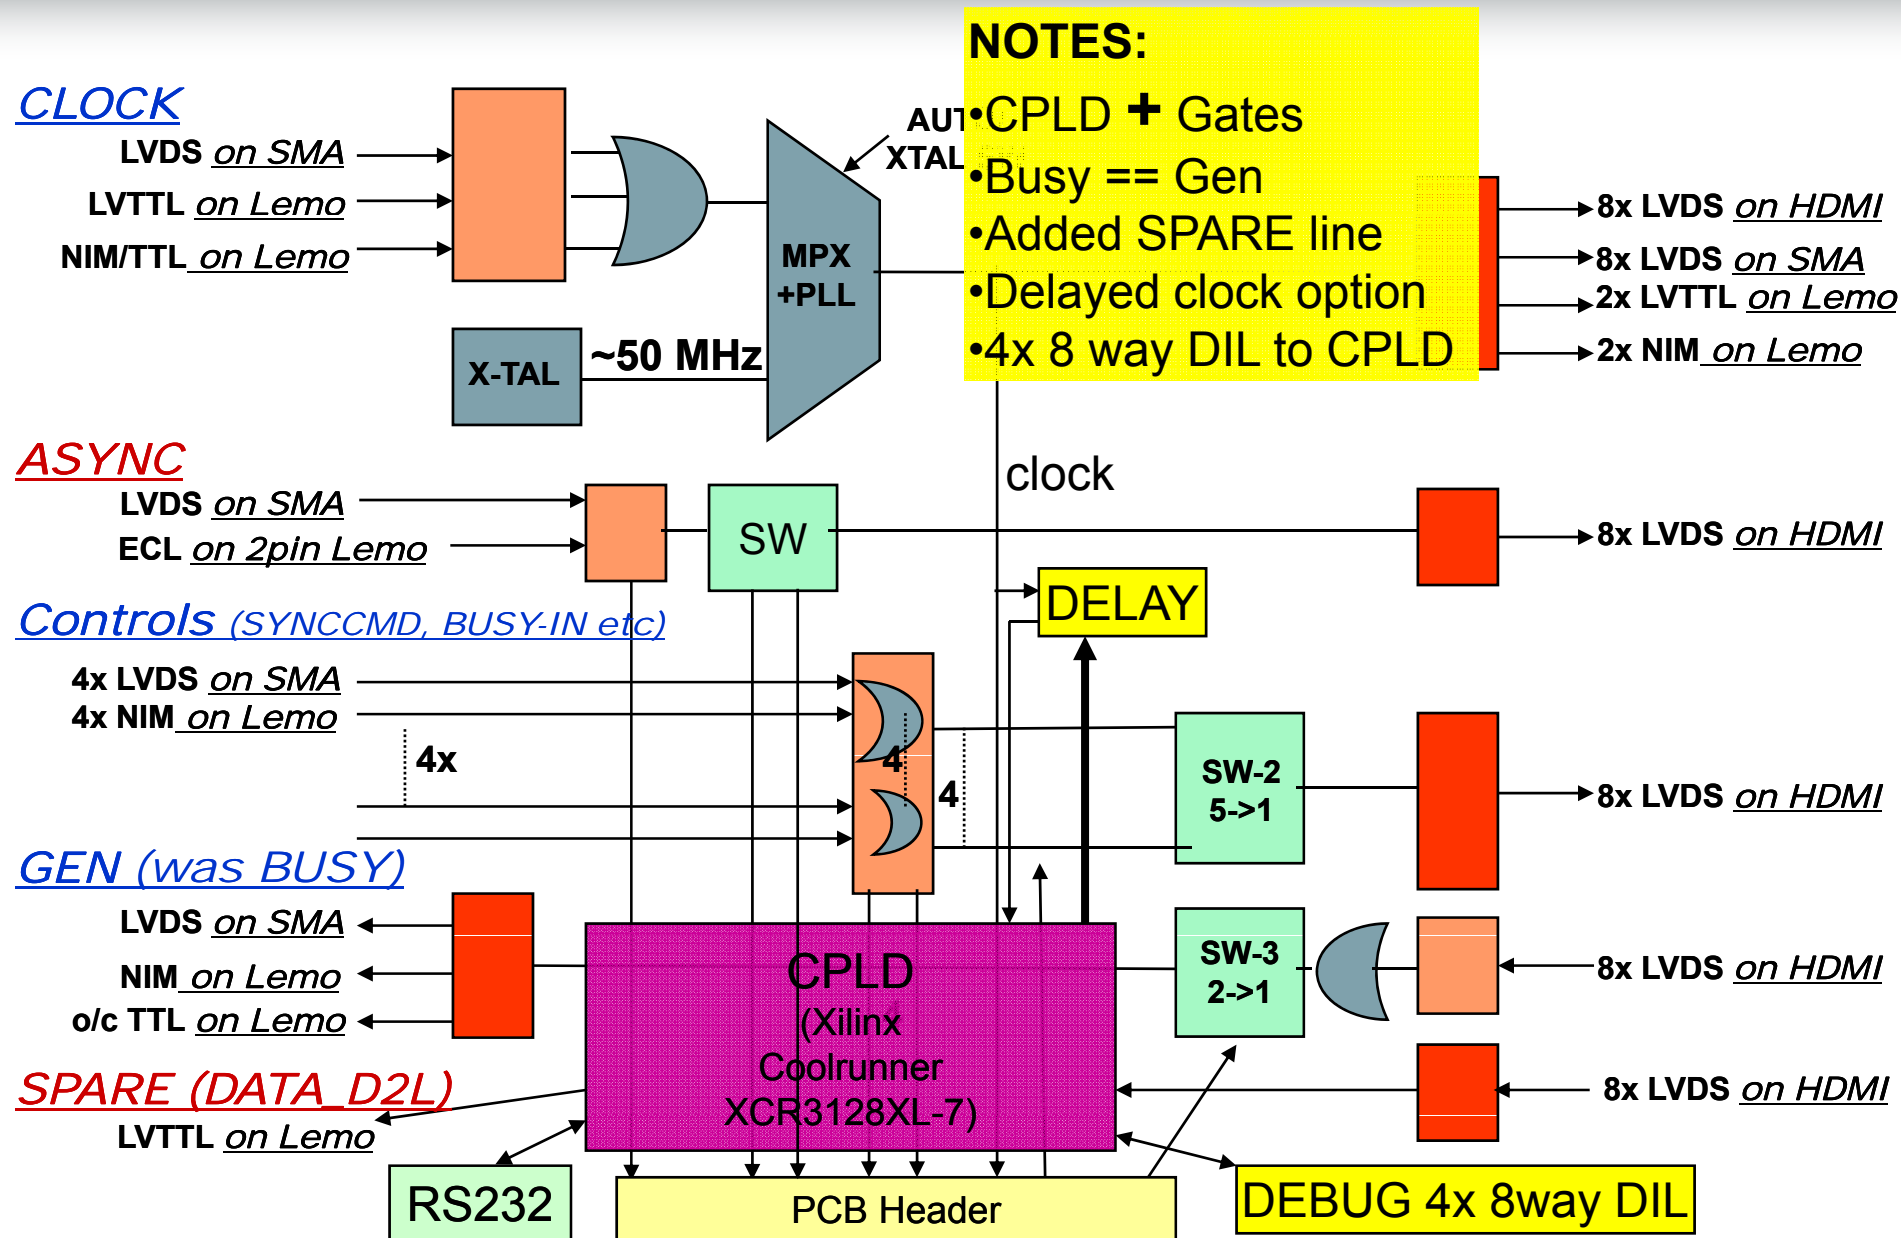 NOTES:
•CPLD + Gates
•Busy == Gen
•Added SPARE line
•Delayed clock option
•4x 8 way DIL to CPLD
CLOCK
LVDS on SMA
LVTTL on Lemo
NIM/TTL on Lemo
XTAL
MPX
+PLL
X-TAL
~50 MHz
8x LVDS on HDMI
8x LVDS on SMA
2x LVTTL on Lemo
2x NIM on Lemo
ASYNC
LVDS on SMA
ECL on 2pin Lemo
SW
clock
8x LVDS on HDMI
DELAY
Controls (SYNCCMD, BUSY-IN etc)
4x LVDS on SMA
4x NIM on Lemo
4x
4
4
SW-2
5->1
8x LVDS on HDMI
GEN (was BUSY)
LVDS on SMA
NIM on Lemo
o/c TTL on Lemo
CPLD
(Xilinx
Coolrunner
XCR3128XL-7)
SW-3
2->1
8x LVDS on HDMI
SPARE (DATA_D2L)
LVTTL on Lemo
8x LVDS on HDMI
RS232
PCB Header
DEBUG 4x 8way DIL